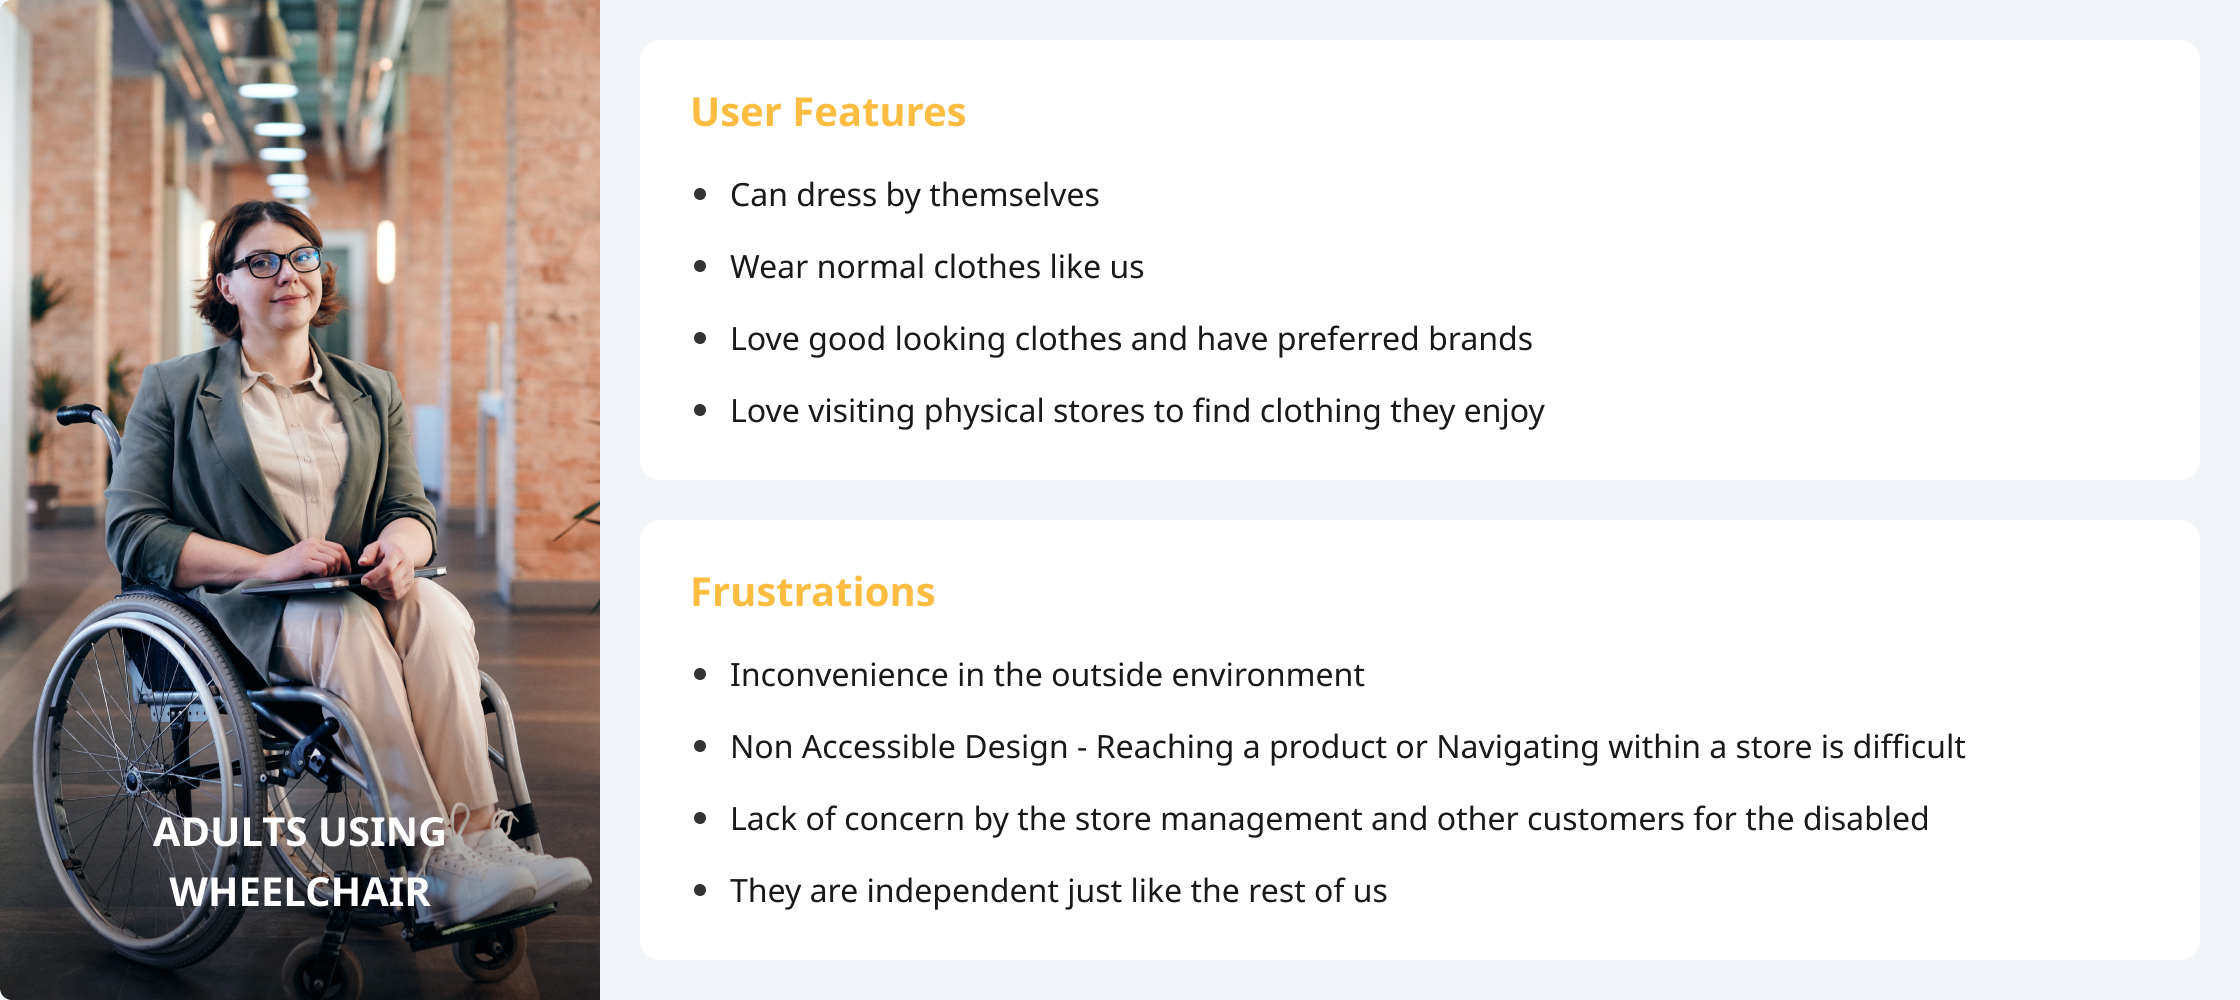 User Features
Can dress by themselves
Wear normal clothes like us
Love good looking clothes and have preferred brands
Love visiting physical stores to find clothing they enjoy
Frustrations
Inconvenience in the outside environment
Non Accessible Design - Reaching a product or Navigating within a store is difficult
Lack of concern by the store management and other customers for the disabled
They are independent just like the rest of us
ADULTS USING
WHEELCHAIR